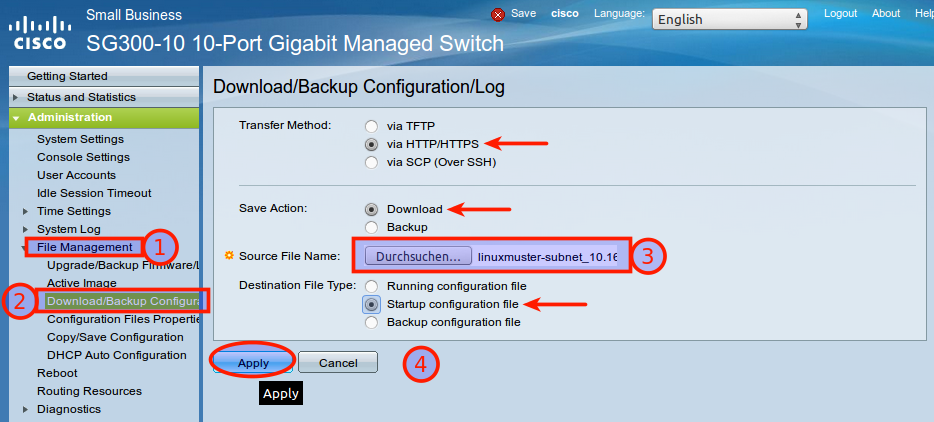 Small Business
Save cisco Language: English Logout About Help
CISCO SG300-10 10-Port Gigabit Managed Switch
Getting Started
Status and Statistics
Administration
System Settings
Console Settings
User Accounts
Idle Session Timeout
Time Settings
System Log
File Management 1
Upgrade/Backup Firmware/L
Active Image
2 Download/Backup Configura
Configuration Files Propertie
Copy/Save Configuration
DHCP Auto Configuration
Reboot
Routing Resources
Diagnostics
Download/Backup Configuration/Log
Transfer Method: via TFTP
via HTTP/HTTPS
via SCP (Over SSH)
Save Action: Download
Backup
Source File Name: Durchsuchen... linuxmuster-subnet_10.16 3
Destination File Type: Running configuration file
Startup configuration file
Backup configuration file
Apply Cancel 4
Apply